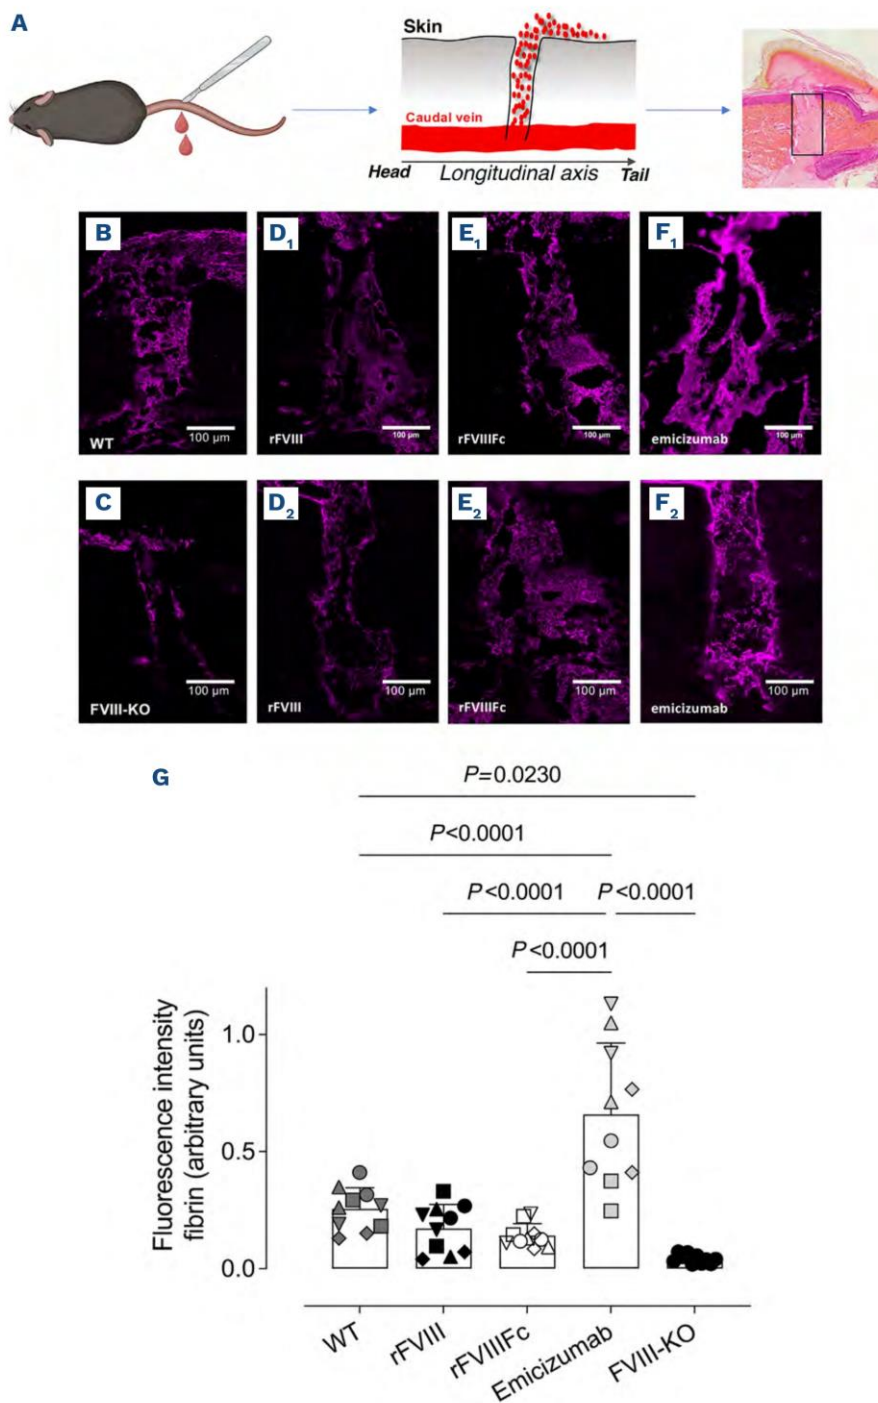 A
Skin
Caudal vein
Head Longitudinal axis Tail
B D1 E1 F1
100 µm 100 µm 100 µm 100 µm
WT rFVIII rFVIIIFc emicizumab
C D2 E2 F2
100 µm 100 µm 100 µm 100 µm
FVIII-KO rFVIII rFVIIIFc emicizumab
G
P=0.0230
P<0.0001
P<0.0001 P<0.0001
P<0.0001
Fluorescence intensity
fibrin (arbitrary units)
1.0
0.5
0.0
WT
rFVIII
rFVIIIFc
Emicizumab
FVIII-KO